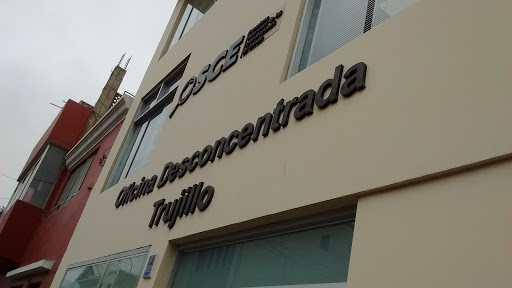 OSCE
Oficina Desconcentrada
Trujillo